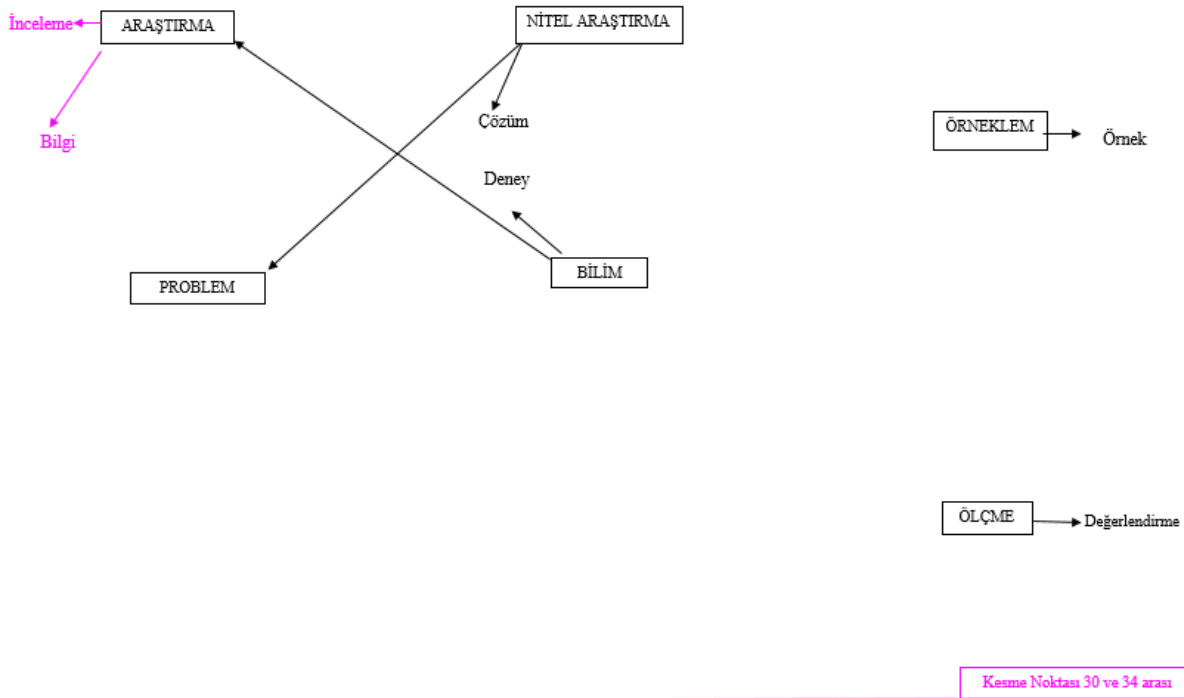 İnceleme
ARAŞTIRMA
NİTEL ARAŞTIRMA
Çözüm
ÖRNEKLEM
Örnek
Bilgi
Deney
PROBLEM
BİLİM
ÖLÇME
Değerlendirme
Kesme Noktası 30 ve 34 arası